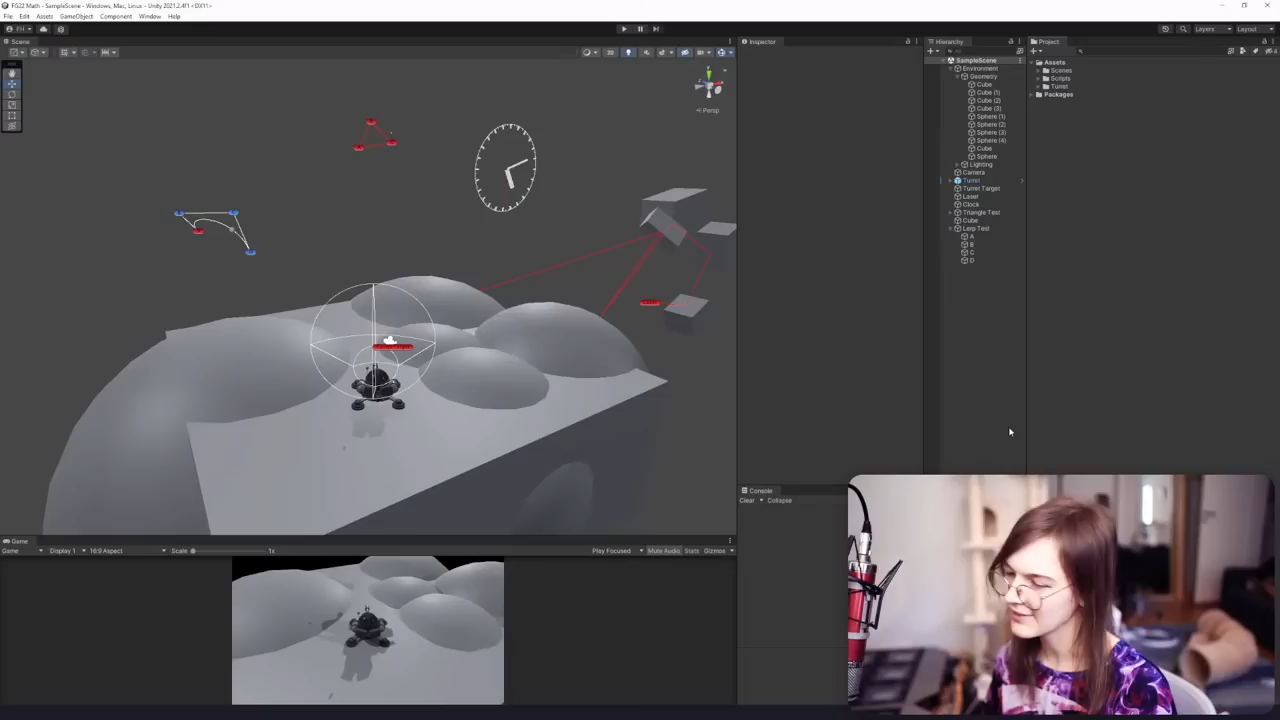 FG22 Math - SampleScene - Windows, Mac, Linux - Unity 2021.2.4f1 <DX11>
File Edit Assets GameObject Component Window Help
FH
Layers
Layout
Scene
Persp
Game
Game
Display 1
16:9 Aspect
Scale
1x
Play Focused
Mute Audio
Stats
Gizmos
Inspector
Console
Clear
Collapse
Hierarchy
All
SampleScene
Environment
Geometry
Cube
Cube (1)
Cube (2)
Cube (3)
Sphere (1)
Sphere (2)
Sphere (3)
Sphere (4)
Cube
Sphere
Lighting
Camera
Turret
Turret Target
Laser
Clock
Triangle Test
Cube
Lerp Test
A
B
C
D
Project
Assets
Scenes
Scripts
Turret
Packages